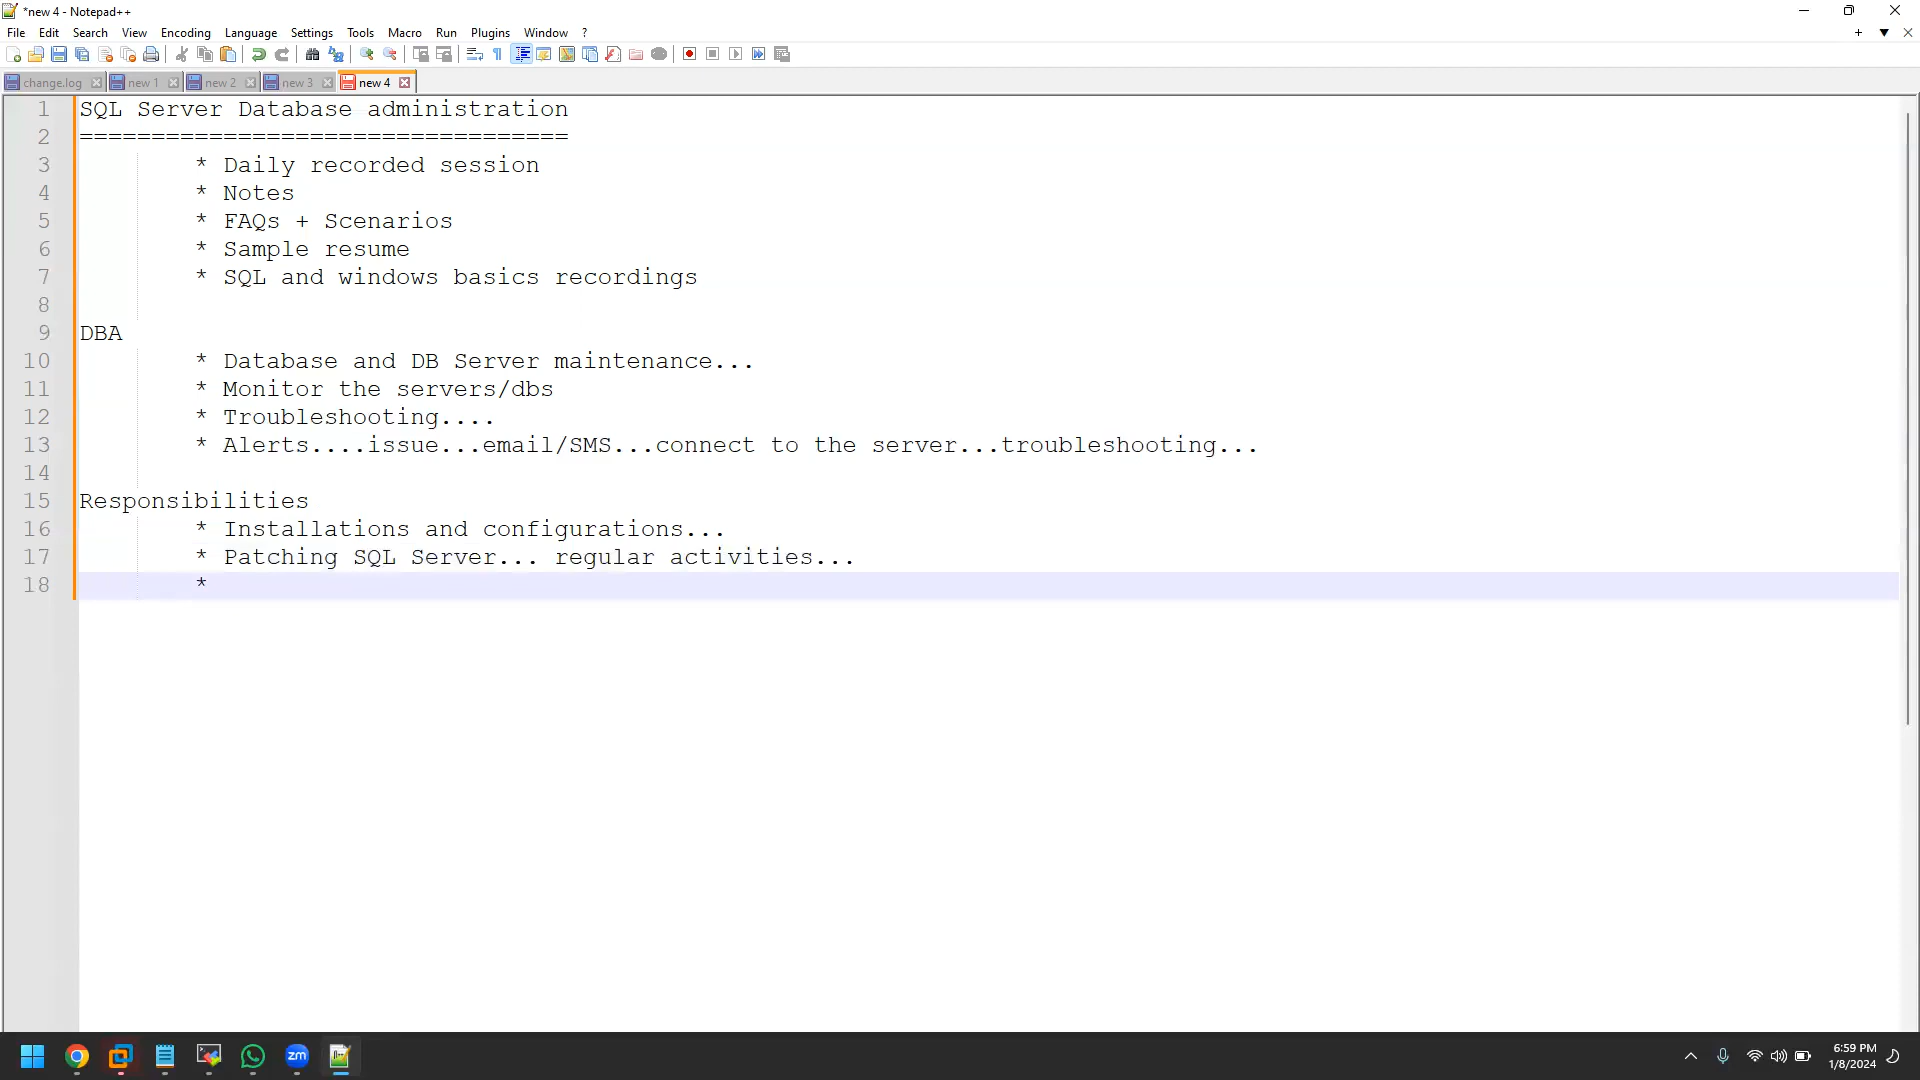 *new 4 - Notepad++
File Edit Search View Encoding Language Settings Tools Macro Run Plugins Window ?
change.log new 1 new 2 new 3 new 4
1 SQL Server Database administration
2 ==================================
3 * Daily recorded session
4 * Notes
5 * FAQs + Scenarios
6 * Sample resume
7 * SQL and windows basics recordings
8
9 DBA
10 * Database and DB Server maintenance...
11 * Monitor the servers/dbs
12 * Troubleshooting....
13 * Alerts....issue...email/SMS...connect to the server...troubleshooting...
14
15 Responsibilities
16 * Installations and configurations...
17 * Patching SQL Server... regular activities...
18 *
zm
6:59 PM
1/8/2024